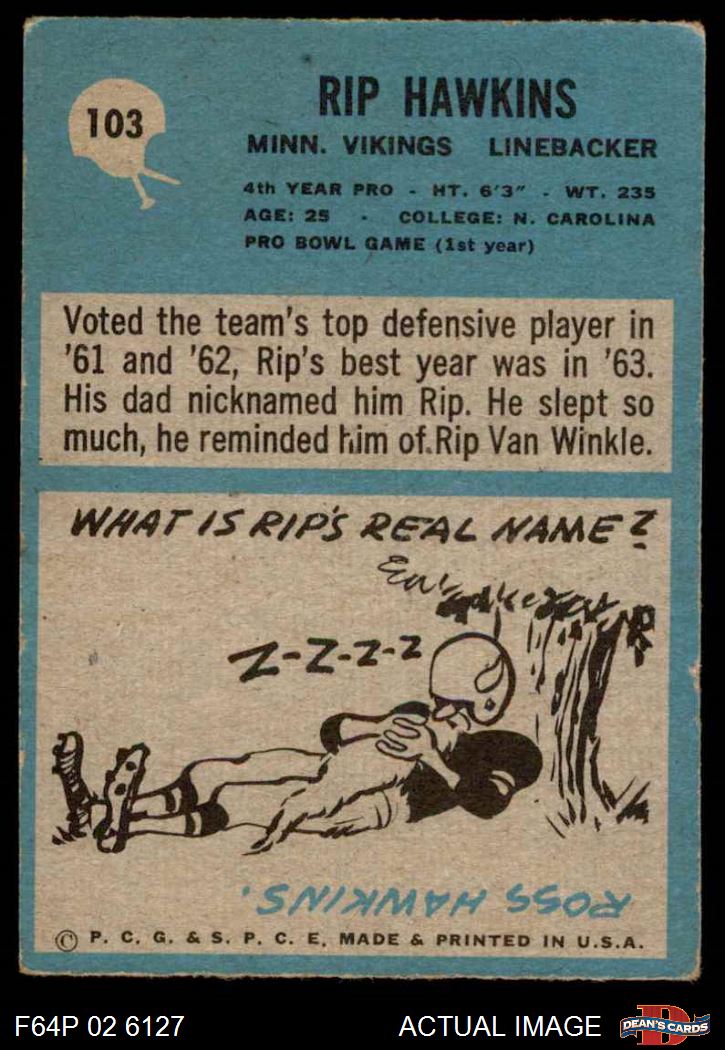 103
RIP HAWKINS
MINN. VIKINGS LINEBACKER
4th YEAR PRO - HT. 6'3" - WT. 235
AGE: 25 - COLLEGE: N. CAROLINA
PRO BOWL GAME (1st year)
Voted the team's top defensive player in
'61 and '62, Rip's best year was in '63.
His dad nicknamed him Rip. He slept so
much, he reminded him of Rip Van Winkle.
WHAT IS RIP'S REAL NAME?
Z-Z-Z-Z
ROSS HAWKINS.
© P. C. G. & S. P. C. E. MADE & PRINTED IN U.S.A.
F64P 02 6127
ACTUAL IMAGE
D
DEAN'S CARDS